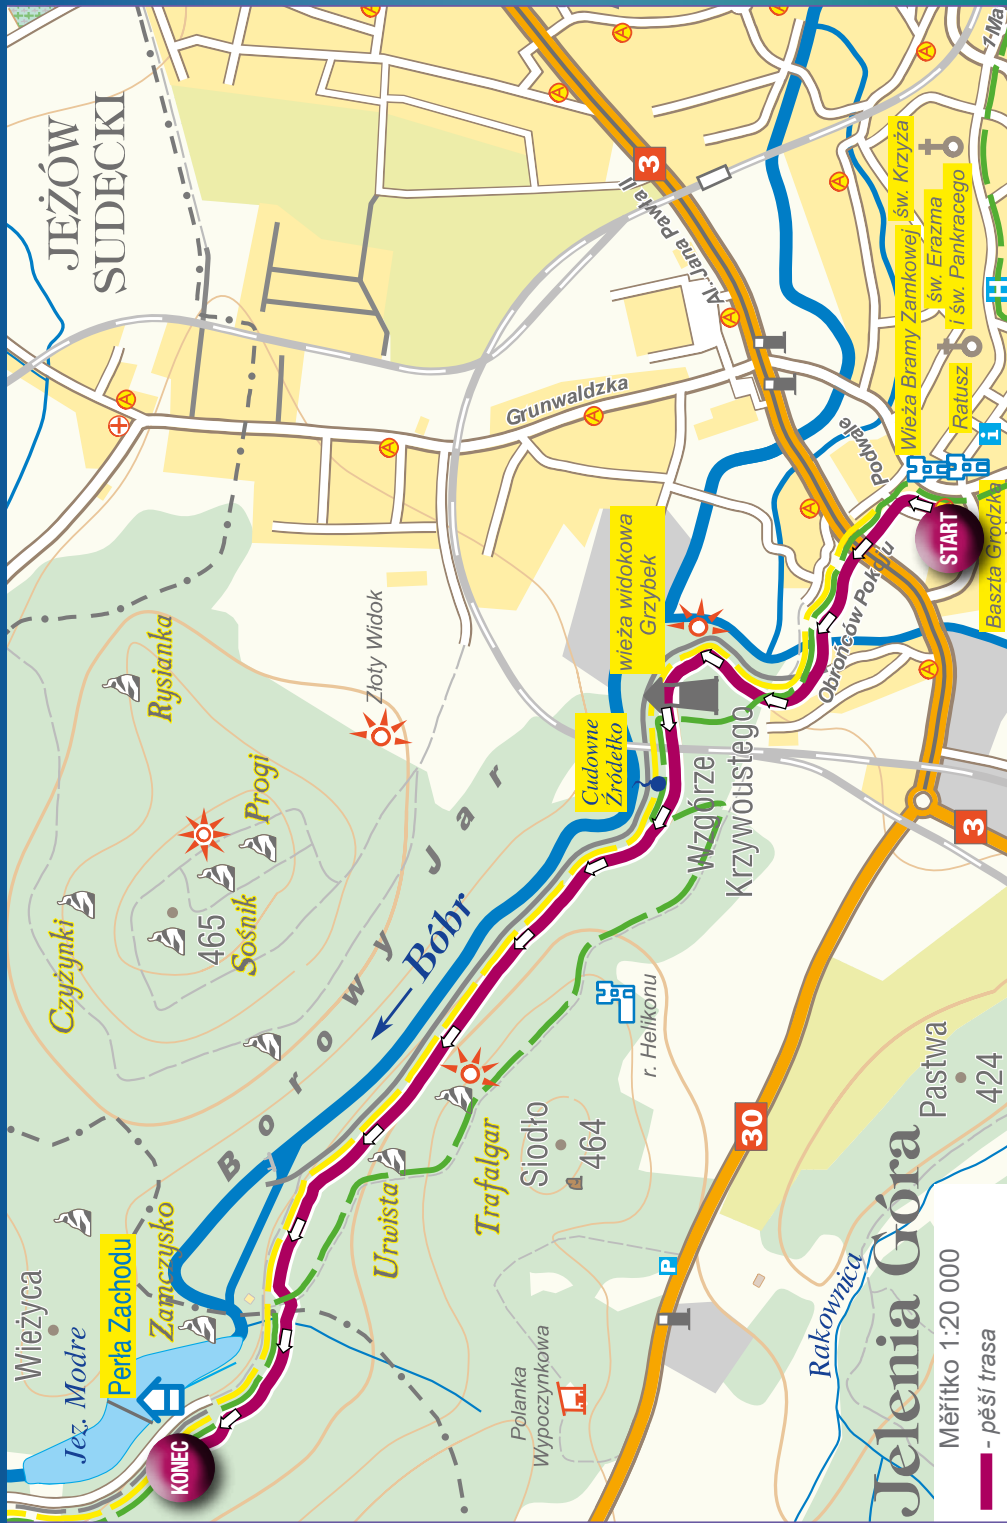 JEŻÓW
SUDECKI
3
Al. Jana Pawła II
1-Ma
Grunwaldzka
Podwale
Obrońców Pokoju
Wieża Bramy Zamkowej
św. Krzyża
św. Erazma
i św. Pankracego
Ratusz
H
i
Baszta Grodzka
START
wieża widokowa
Grzybek
Cudowne
Źródełko
Wzgórze
Krzywoustego
Złoty Widok
Rysianka
Progi
Sośnik
465
Czyżynki
Borowy Jar
Bóbr
r. Helikonu
Trafalgar
Siodło
464
Urwista
Zamczysko
Perła Zachodu
Wieżyca
Jez. Modre
KONEC
Polanka
Wypoczynkowa
P
30
3
Pastwa
424
Rakownica
Jelenia Góra
Měřítko 1:20 000
- pěší trasa
A
A
A
A
A
A
A
A
A
A
A